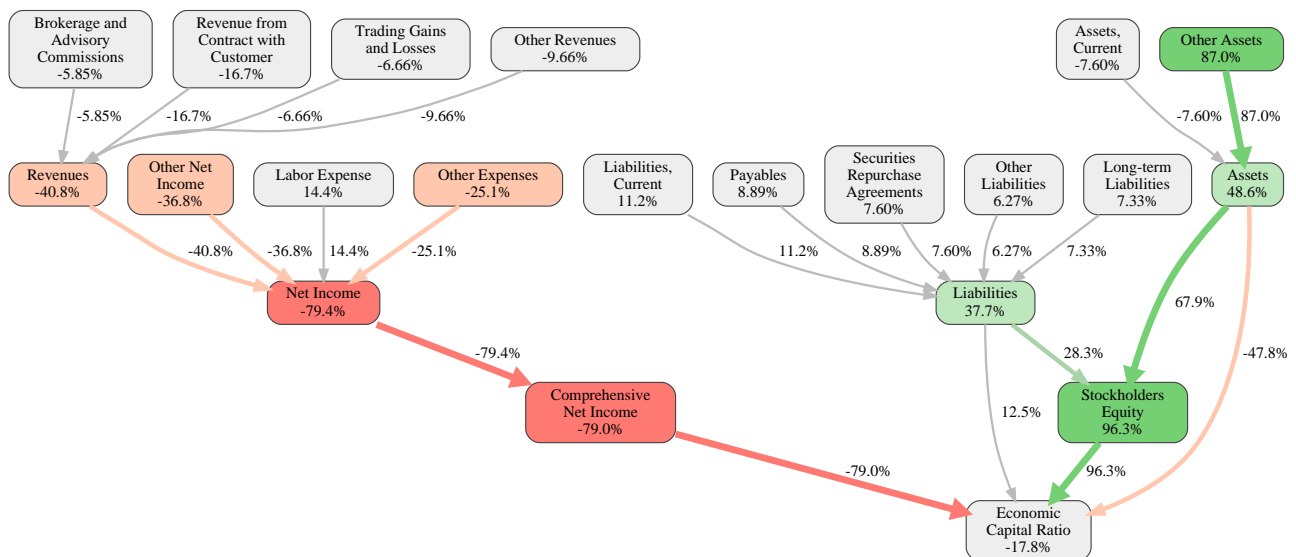 Brokerage and
Advisory
Commissions
-5.85%
Revenue from
Contract with
Customer
-16.7%
Trading Gains
and Losses
-6.66%
Other Revenues
-9.66%
Assets,
Current
-7.60%
Other Assets
87.0%
-5.85%
-16.7%
-6.66%
-9.66%
-7.60%
87.0%
Revenues
-40.8%
Other Net
Income
-36.8%
Labor Expense
14.4%
Other Expenses
-25.1%
Liabilities,
Current
11.2%
Payables
8.89%
Securities
Repurchase
Agreements
7.60%
Other
Liabilities
6.27%
Long-term
Liabilities
7.33%
Assets
48.6%
-40.8%
-36.8%
14.4%
-25.1%
11.2%
8.89%
7.60%
6.27%
7.33%
Net Income
-79.4%
Liabilities
37.7%
67.9%
-79.4%
28.3%
-47.8%
Comprehensive
Net Income
-79.0%
12.5%
Stockholders
Equity
96.3%
-79.0%
96.3%
Economic
Capital Ratio
-17.8%